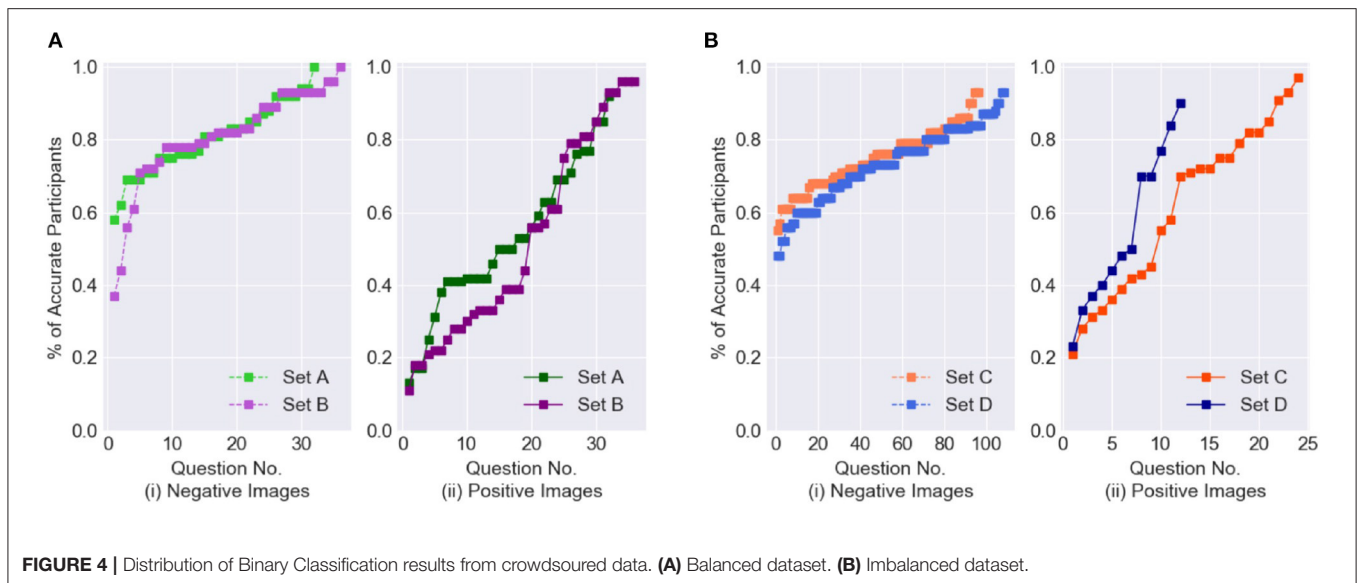 A
B
% of Accurate Participants
1.0
0.8
0.6
0.4
0.2
0.0
0 10 20 30
Set A
Set B
Question No.
(i) Negative Images
1.0
0.8
0.6
0.4
0.2
0.0
0 10 20 30
Set A
Set B
Question No.
(ii) Positive Images
% of Accurate Participants
1.0
0.8
0.6
0.4
0.2
0.0
0 20 40 60 80 100
Set C
Set D
Question No.
(i) Negative Images
1.0
0.8
0.6
0.4
0.2
0.0
0 5 10 15 20 25
Set C
Set D
Question No.
(ii) Positive Images
FIGURE 4 | Distribution of Binary Classification results from crowdsoured data. (A) Balanced dataset. (B) Imbalanced dataset.